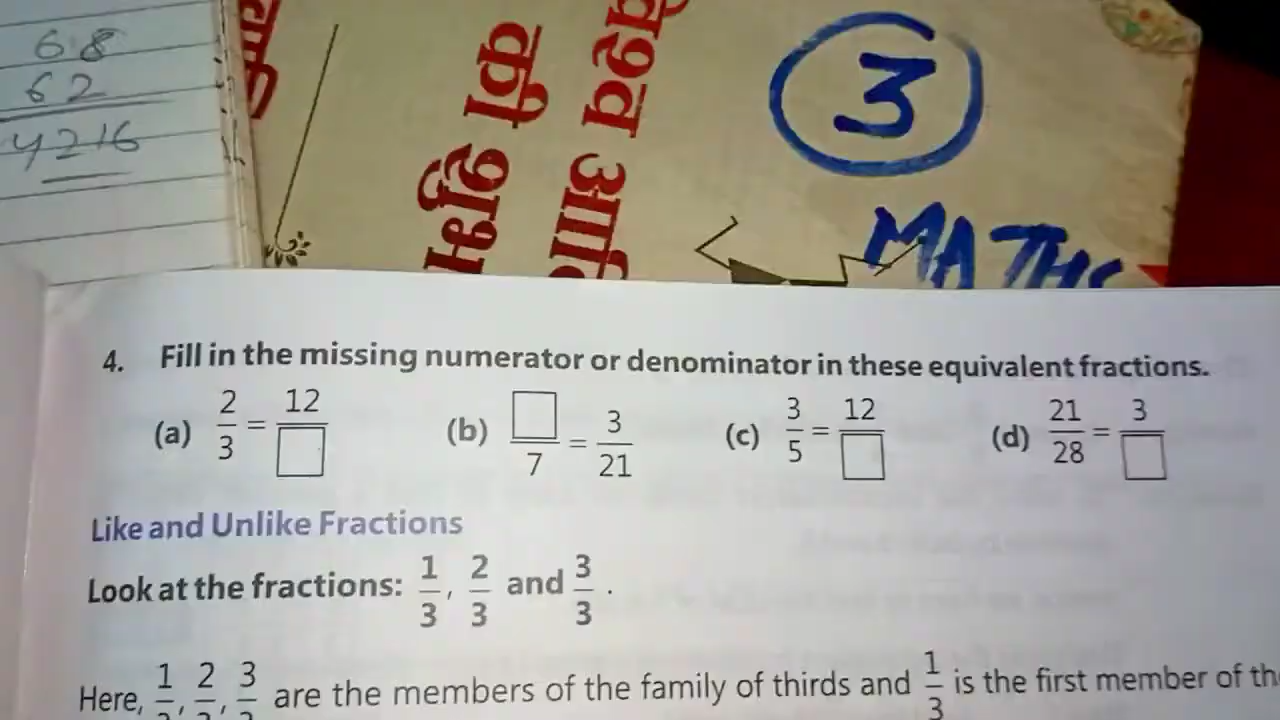 68
62
4216
की
वि
शुभ
3
MATHS
4. Fill in the missing numerator or denominator in these equivalent fractions.
(a) 2/3 = 12/□ (b) □/7 = 3/21 (c) 3/5 = 12/□ (d) 21/28 = 3/□
Like and Unlike Fractions
Look at the fractions: 1/3, 2/3 and 3/3.
Here, 1/3, 2/3, 3/3 are the members of the family of thirds and 1/3 is the first member of th